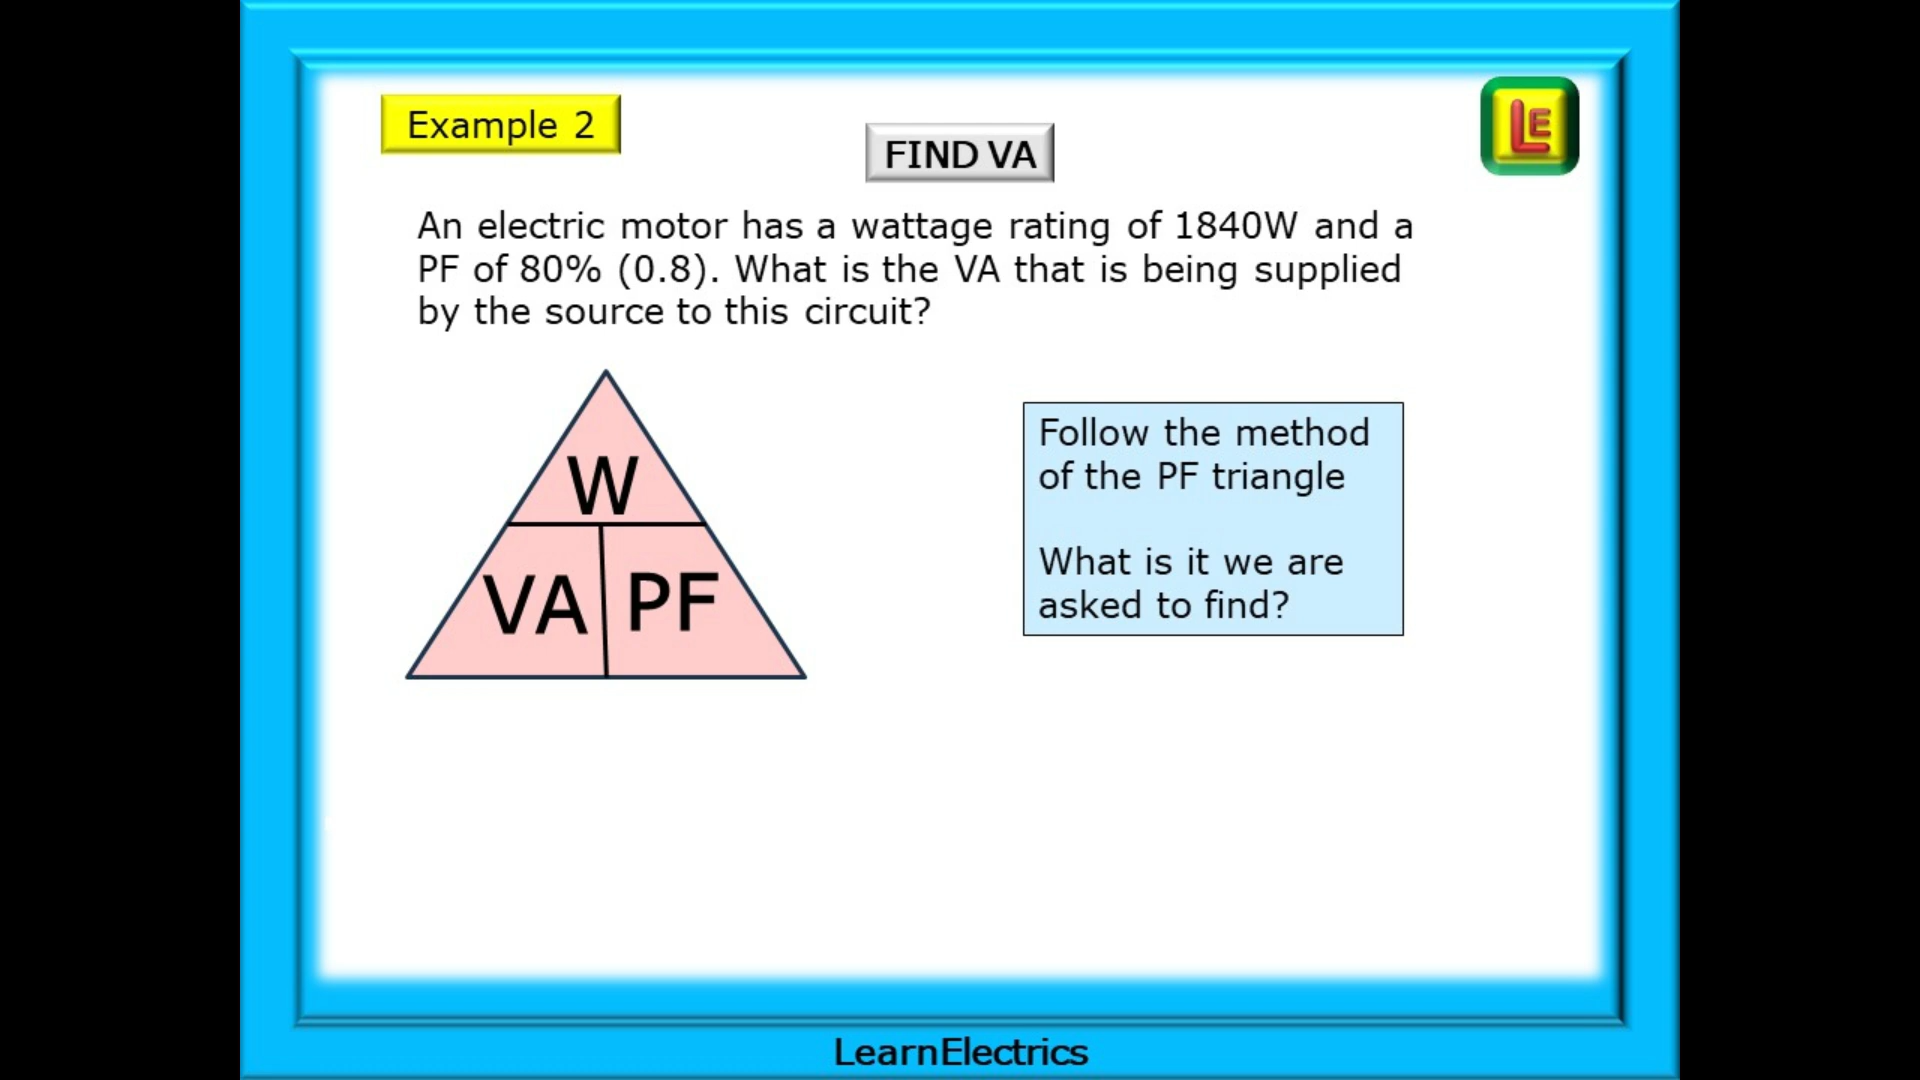 Example 2
FIND VA
LE
An electric motor has a wattage rating of 1840W and a
PF of 80% (0.8). What is the VA that is being supplied
by the source to this circuit?
W
VA PF
Follow the method
of the PF triangle
What is it we are
asked to find?
LearnElectrics